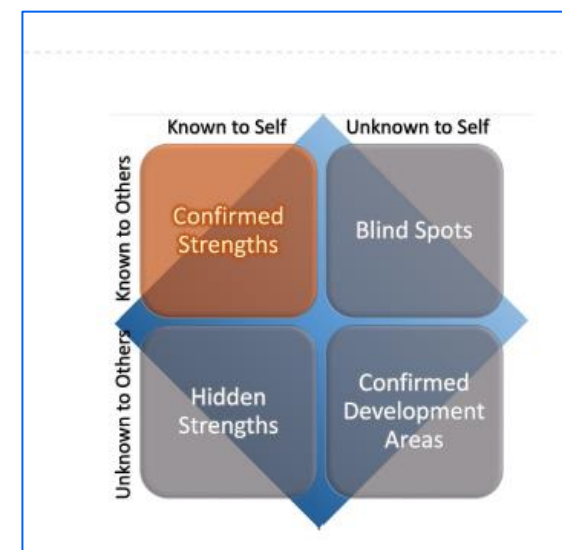 Known to Self
Unknown to Self
Known to Others
Confirmed
Strengths
Blind Spots
Unknown to Others
Hidden
Strengths
Confirmed
Development
Areas